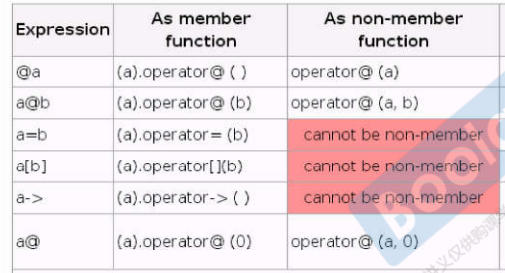 Expression As member function As non-member function
@a (a).operator@ ( ) operator@ (a)
a@b (a).operator@ (b) operator@ (a, b)
a=b (a).operator= (b) cannot be non-member
a[b] (a).operator[](b) cannot be non-member
a-> (a).operator-> ( ) cannot be non-member
a@ (a).operator@ (0) operator@ (a, 0)